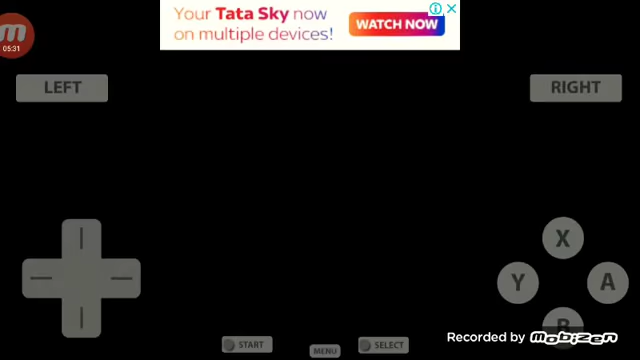 Your Tata Sky now
on multiple devices!
WATCH NOW
05:31
LEFT
RIGHT
X
Y
A
B
START
MENU
SELECT
Recorded by MOBIZEN